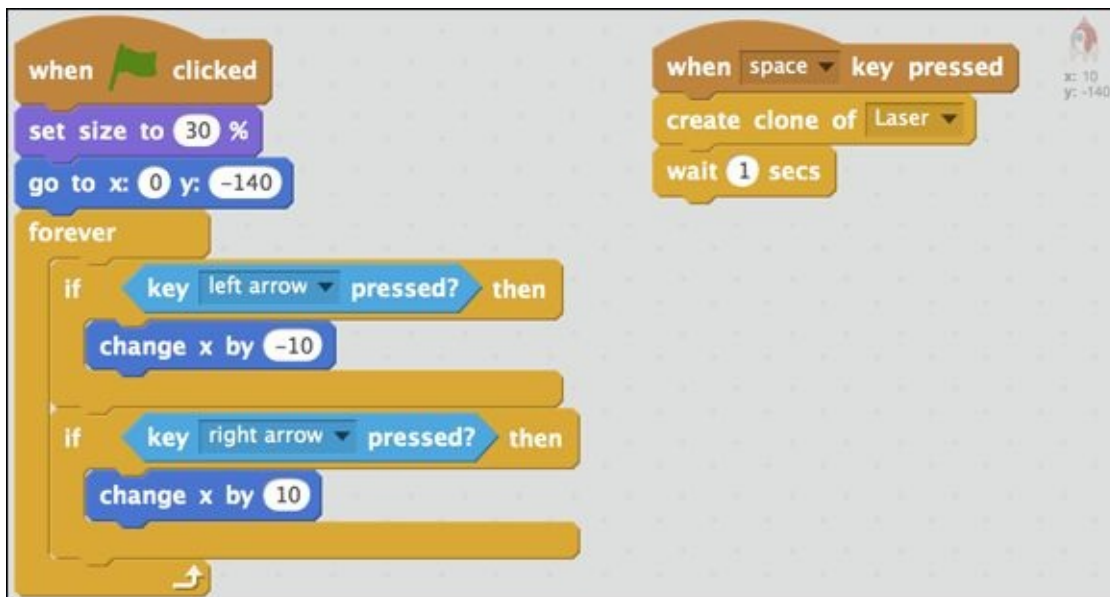 when clicked
set size to 30 %
go to x: 0 y: -140
forever
if key left arrow pressed? then
change x by -10
if key right arrow pressed? then
change x by 10
when space key pressed
create clone of Laser
wait 1 secs
x: 10
y: -140